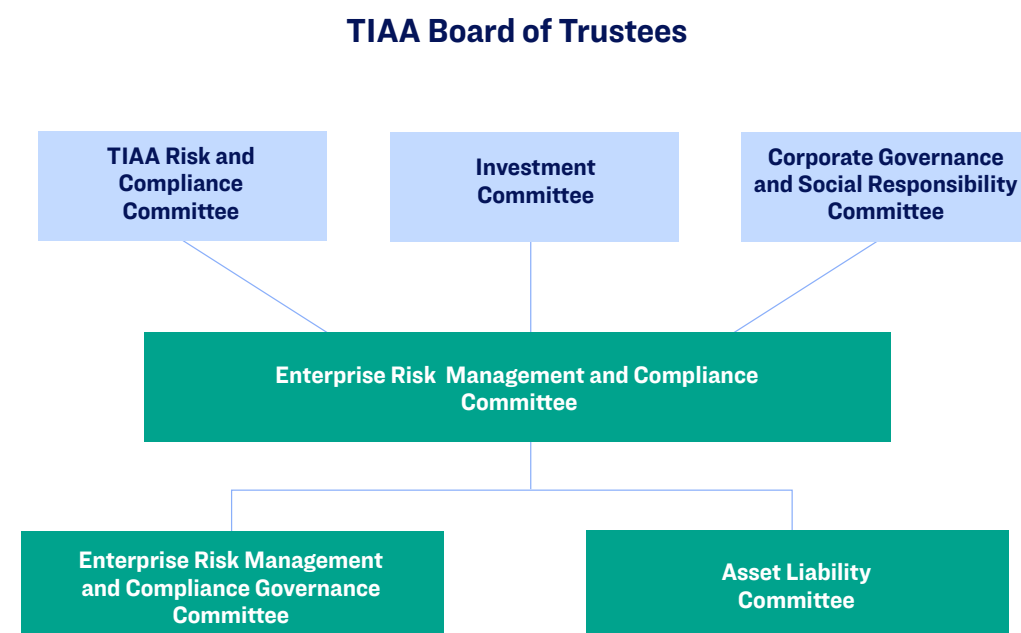 TIAA Board of Trustees
TIAA Risk and
Compliance
Committee
Investment
Committee
Corporate Governance
and Social Responsibility
Committee
Enterprise Risk  Management and Compliance
Committee
Enterprise Risk Management
and Compliance Governance
Committee
Asset Liability
Committee